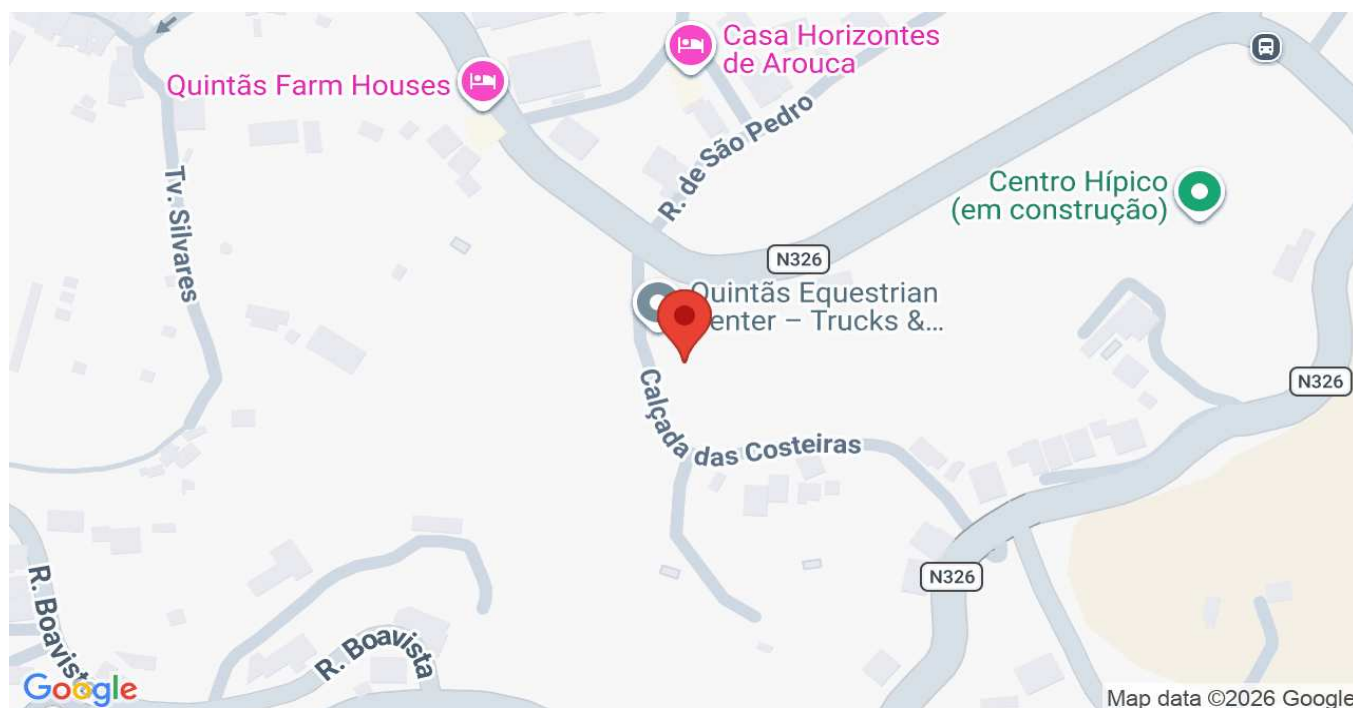 Casa Horizontes
de Arouca
Quintãs Farm Houses
R. de São Pedro
Tv. Silvares
Centro Hípico
(em construção)
N326
Quintãs Equestrian
enter – Trucks &...
N326
Calçada das Costeiras
N326
R. Boavista
R. Boavista
Google
Map data ©2026 Google